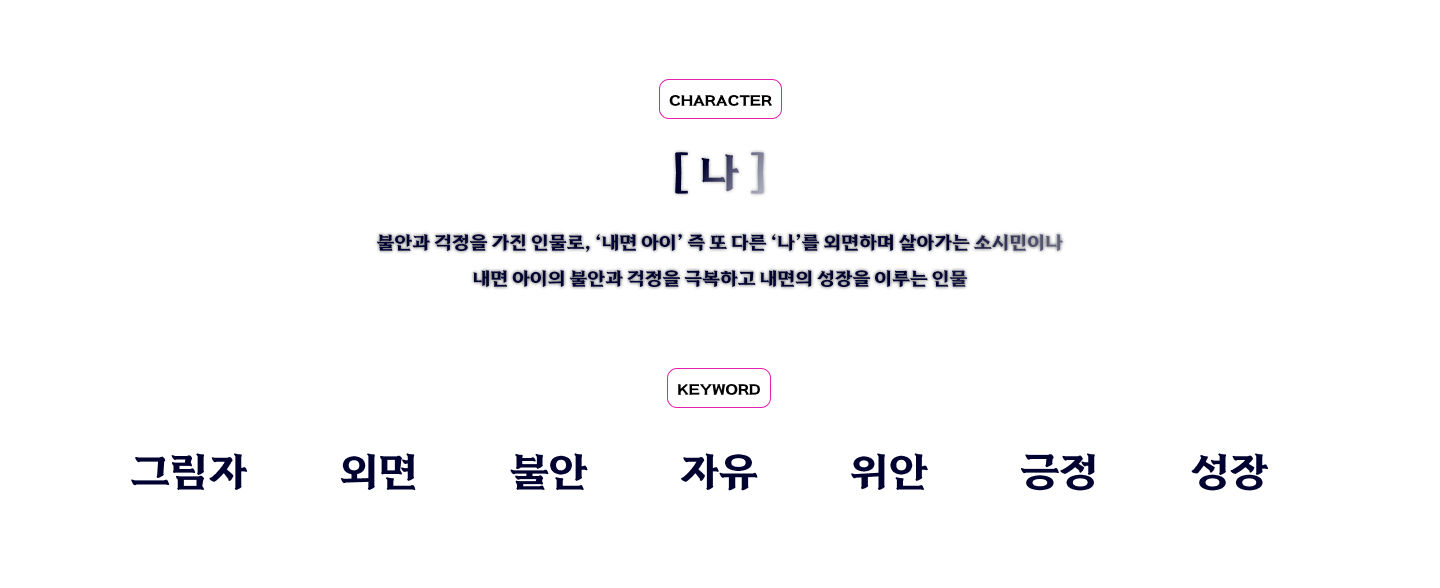 CHARACTER
[ 나 ]
불안과 걱정을 가진 인물로, ‘내면 아이’ 즉 또 다른 ‘나’를 외면하며 살아가는 소시민이나
내면 아이의 불안과 걱정을 극복하고 내면의 성장을 이루는 인물
KEYWORD
그림자 외면 불안 자유 위안 긍정 성장